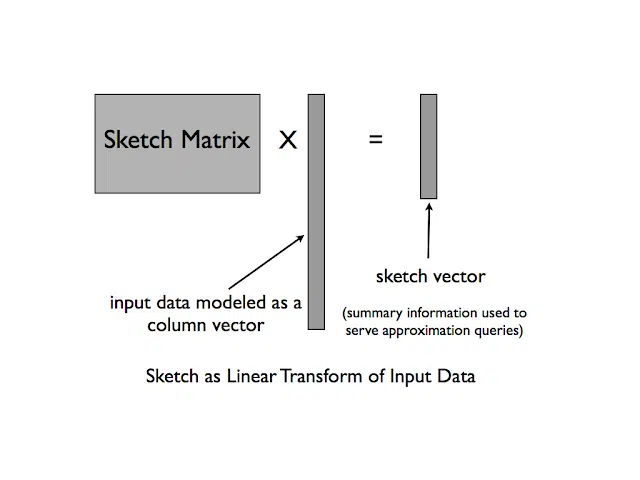 Sketch Matrix X =
sketch vector
input data modeled as a
column vector
(summary information used to
serve approximation queries)
Sketch as Linear Transform of Input Data